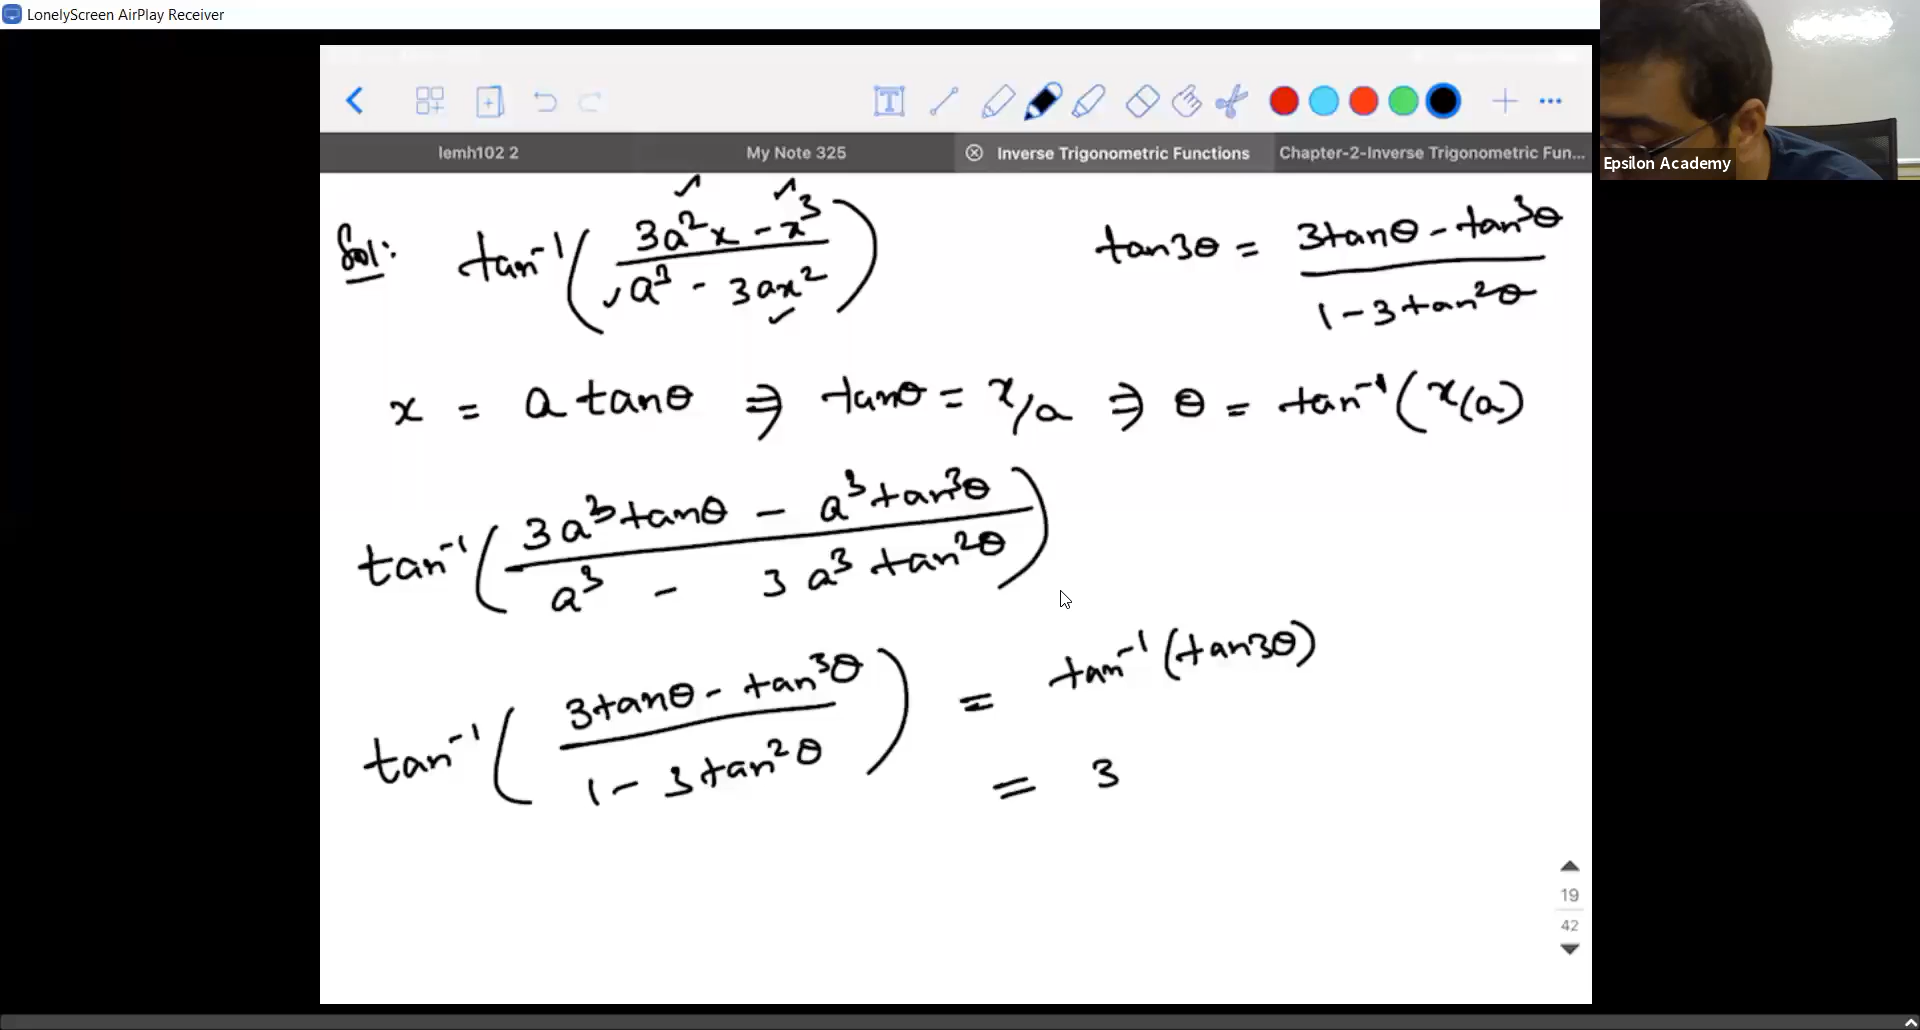 LonelyScreen AirPlay Receiver
Epsilon Academy
lemh102 2
My Note 325
Inverse Trigonometric Functions
Chapter-2-Inverse Trigonometric Fun...
Sol: tan⁻¹((3a²x - x³)/(a³ - 3ax²))
tan3θ = (3tanθ - tan³θ)/(1 - 3tan²θ)
x = a tanθ ⇒ tanθ = x/a ⇒ θ = tan⁻¹(x/a)
tan⁻¹((3a³tanθ - a³tan³θ)/(a³ - 3a³tan²θ))
tan⁻¹((3tanθ - tan³θ)/(1 - 3tan²θ)) = tan⁻¹(tan3θ)
= 3
19
42